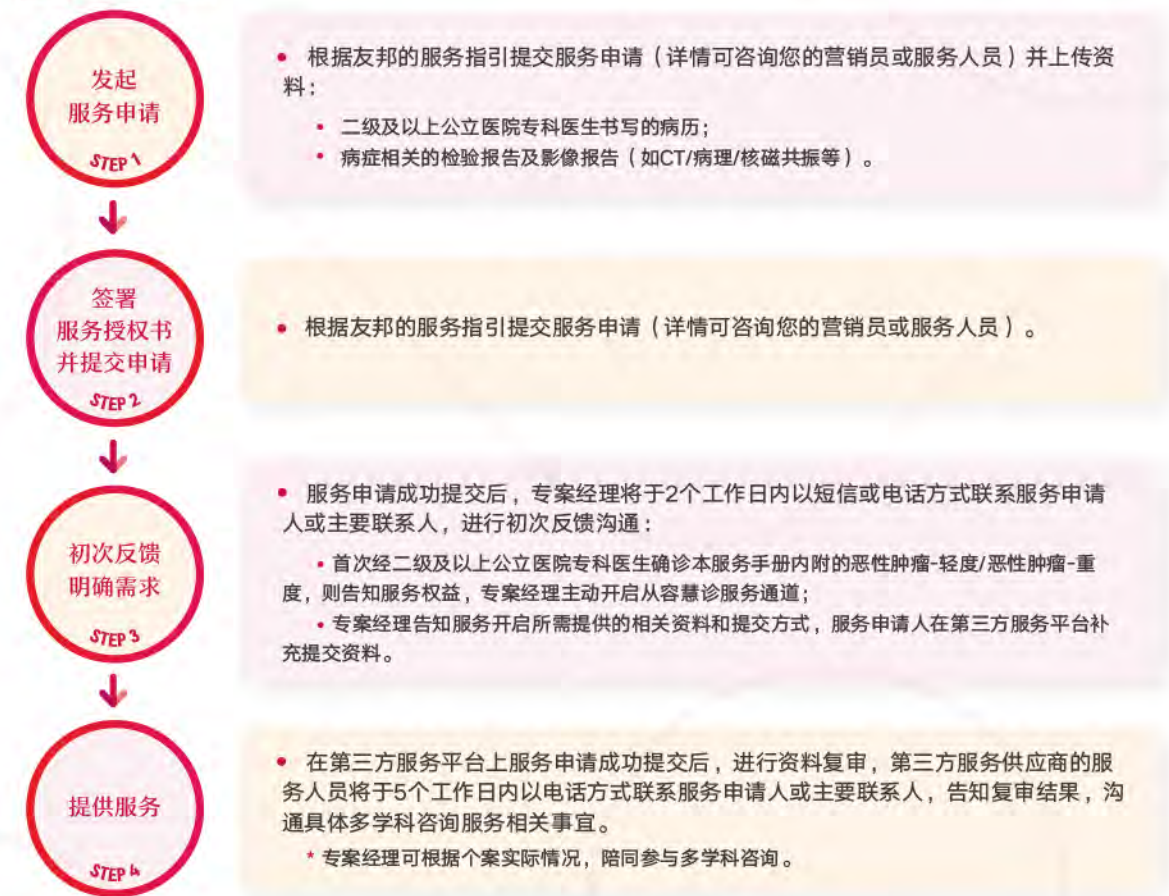 发起
服务申请
STEP 1
• 根据友邦的服务指引提交服务申请（详情可咨询您的营销员或服务人员）并上传资
料：
• 二级及以上公立医院专科医生书写的病历；
• 病症相关的检验报告及影像报告（如CT/病理/核磁共振等）。
签署
服务授权书
并提交申请
STEP 2
• 根据友邦的服务指引提交服务申请（详情可咨询您的营销员或服务人员）。
初次反馈
明确需求
STEP 3
• 服务申请成功提交后，专案经理将于2个工作日内以短信或电话方式联系服务申请
人或主要联系人，进行初次反馈沟通：
• 首次经二级及以上公立医院专科医生确诊本服务手册内附的恶性肿瘤-轻度/恶性肿瘤-重
度，则告知服务权益，专案经理主动开启从容慧诊服务通道；
• 专案经理告知服务开启所需提供的相关资料和提交方式，服务申请人在第三方服务平台补
充提交资料。
提供服务
STEP 4
• 在第三方服务平台上服务申请成功提交后，进行资料复审，第三方服务供应商的服
务人员将于5个工作日内以电话方式联系服务申请人或主要联系人，告知复审结果，沟
通具体多学科咨询服务相关事宜。
* 专案经理可根据个案实际情况，陪同参与多学科咨询。